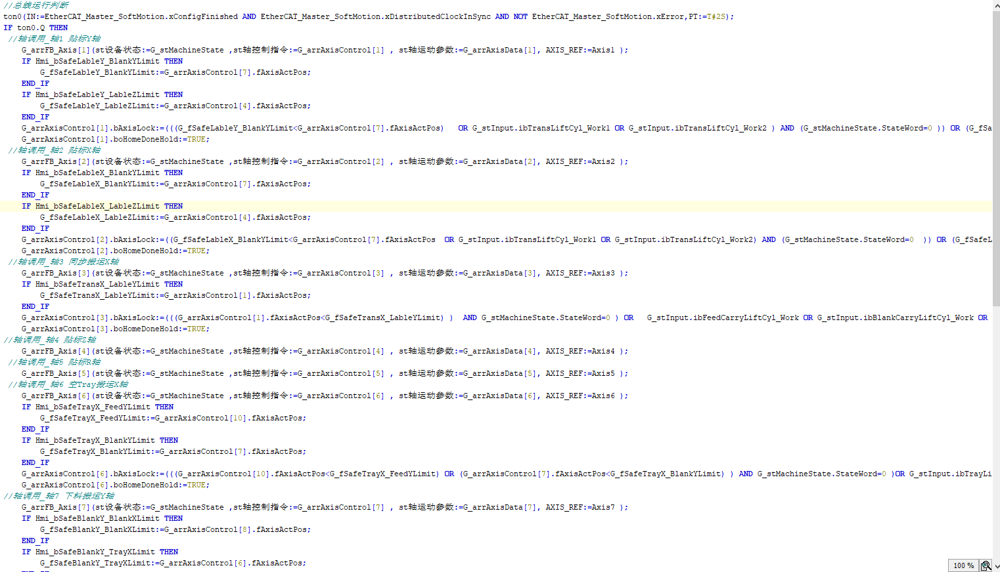 //总线运行判断
ton0(IN:=EtherCAT_Master_SoftMotion.xConfigFinished AND EtherCAT_Master_SoftMotion.xDistributedClockInSync AND NOT EtherCAT_Master_SoftMotion.xError,PT:=T#2S);
IF ton0.Q THEN
//轴调用_轴1 贴标Y轴
G_arrFB_Axis[1](st设备状态:=G_stMachineState ,st轴控制指令:=G_arrAxisControl[1] , st轴运动参数:=G_arrAxisData[1], AXIS_REF:=Axis1 );
IF Hmi_bSafeLableY_BlankYLimit THEN
G_fSafeLableY_BlankYLimit:=G_arrAxisControl[7].fAxisActPos;
END_IF
IF Hmi_bSafeLableY_LableZLimit THEN
G_fSafeLableY_LableZLimit:=G_arrAxisControl[4].fAxisActPos;
END_IF
G_arrAxisControl[1].bAxisLock:=(((G_fSafeLableY_BlankYLimit<G_arrAxisControl[7].fAxisActPos) OR G_stInput.ibTransLiftCyl_Work1 OR G_stInput.ibTransLiftCyl_Work2 ) AND (G_stMachineState.StateWord=0 )) OR (G_fSa
G_arrAxisControl[1].boHomeDoneHold:=TRUE;
//轴调用_轴2 贴标X轴
G_arrFB_Axis[2](st设备状态:=G_stMachineState ,st轴控制指令:=G_arrAxisControl[2] , st轴运动参数:=G_arrAxisData[2], AXIS_REF:=Axis2 );
IF Hmi_bSafeLableX_BlankYLimit THEN
G_fSafeLableX_BlankYLimit:=G_arrAxisControl[7].fAxisActPos;
END_IF
IF Hmi_bSafeLableX_LableZLimit THEN
G_fSafeLableX_LableZLimit:=G_arrAxisControl[4].fAxisActPos;
END_IF
G_arrAxisControl[2].bAxisLock:=((G_fSafeLableX_BlankYLimit<G_arrAxisControl[7].fAxisActPos OR G_stInput.ibTransLiftCyl_Work1 OR G_stInput.ibTransLiftCyl_Work2) AND (G_stMachineState.StateWord=0 )) OR (G_fSafeL
G_arrAxisControl[2].boHomeDoneHold:=TRUE;
//轴调用_轴3 同步搬运X轴
G_arrFB_Axis[3](st设备状态:=G_stMachineState ,st轴控制指令:=G_arrAxisControl[3] , st轴运动参数:=G_arrAxisData[3], AXIS_REF:=Axis3 );
IF Hmi_bSafeTransX_LableYLimit THEN
G_fSafeTransX_LableYLimit:=G_arrAxisControl[1].fAxisActPos;
END_IF
G_arrAxisControl[3].bAxisLock:=(((G_arrAxisControl[1].fAxisActPos<G_fSafeTransX_LableYLimit) ) AND G_stMachineState.StateWord=0 ) OR G_stInput.ibFeedCarryLiftCyl_Work OR G_stInput.ibBlankCarryLiftCyl_Work OR
G_arrAxisControl[3].boHomeDoneHold:=TRUE;
//轴调用_轴4 贴标Z轴
G_arrFB_Axis[4](st设备状态:=G_stMachineState ,st轴控制指令:=G_arrAxisControl[4] , st轴运动参数:=G_arrAxisData[4], AXIS_REF:=Axis4 );
//轴调用_轴5 贴标R轴
G_arrFB_Axis[5](st设备状态:=G_stMachineState ,st轴控制指令:=G_arrAxisControl[5] , st轴运动参数:=G_arrAxisData[5], AXIS_REF:=Axis5 );
//轴调用_轴6 空Tray搬运X轴
G_arrFB_Axis[6](st设备状态:=G_stMachineState ,st轴控制指令:=G_arrAxisControl[6] , st轴运动参数:=G_arrAxisData[6], AXIS_REF:=Axis6 );
IF Hmi_bSafeTrayX_FeedYLimit THEN
G_fSafeTrayX_FeedYLimit:=G_arrAxisControl[10].fAxisActPos;
END_IF
IF Hmi_bSafeTrayX_BlankYLimit THEN
G_fSafeTrayX_BlankYLimit:=G_arrAxisControl[7].fAxisActPos;
END_IF
G_arrAxisControl[6].bAxisLock:=(((G_arrAxisControl[10].fAxisActPos<G_fSafeTrayX_FeedYLimit) OR (G_arrAxisControl[7].fAxisActPos<G_fSafeTrayX_BlankYLimit) ) AND G_stMachineState.StateWord=0 )OR G_stInput.ibTrayLi
G_arrAxisControl[6].boHomeDoneHold:=TRUE;
//轴调用_轴7 下料搬运Y轴
G_arrFB_Axis[7](st设备状态:=G_stMachineState ,st轴控制指令:=G_arrAxisControl[7] , st轴运动参数:=G_arrAxisData[7], AXIS_REF:=Axis7 );
IF Hmi_bSafeBlankY_BlankXLimit THEN
G_fSafeBlankY_BlankXLimit:=G_arrAxisControl[8].fAxisActPos;
END_IF
IF Hmi_bSafeBlankY_TrayXLimit THEN
G_fSafeBlankY_TrayXLimit:=G_arrAxisControl[6].fAxisActPos;
100 %